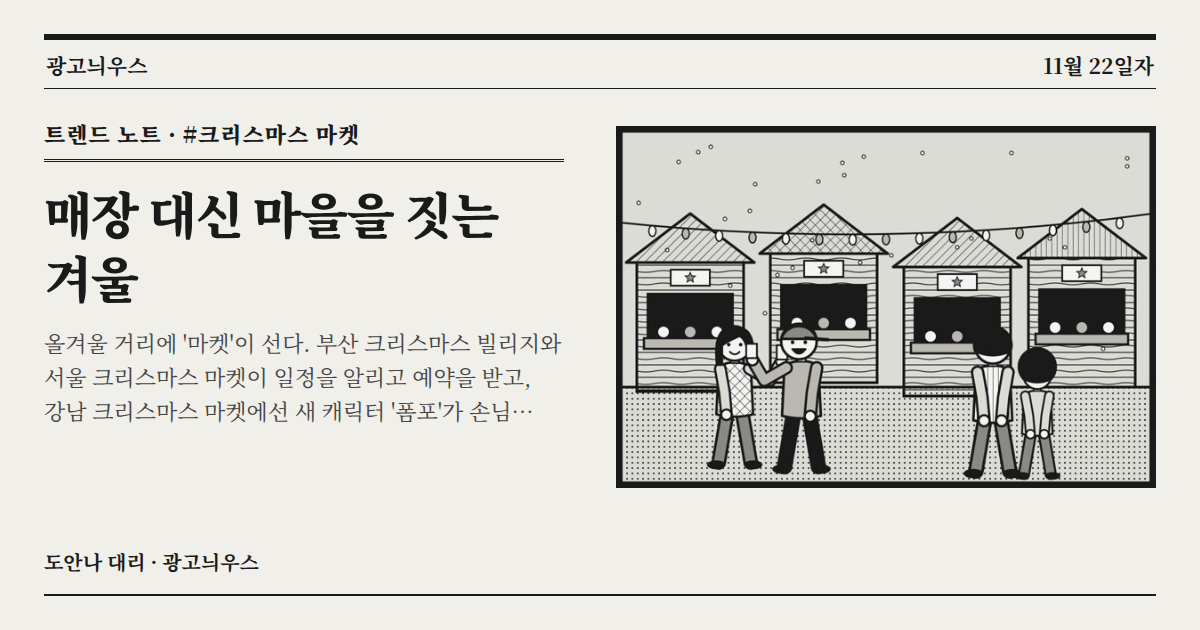 광고늬우스
11월 22일자
트렌드 노트 · #크리스마스 마켓
매장 대신 마을을 짓는
겨울
올겨울 거리에 '마켓'이 선다. 부산 크리스마스 빌리지와
서울 크리스마스 마켓이 일정을 알리고 예약을 받고,
강남 크리스마스 마켓에선 새 캐릭터 '폼포'가 손님…
도안나 대리 · 광고늬우스